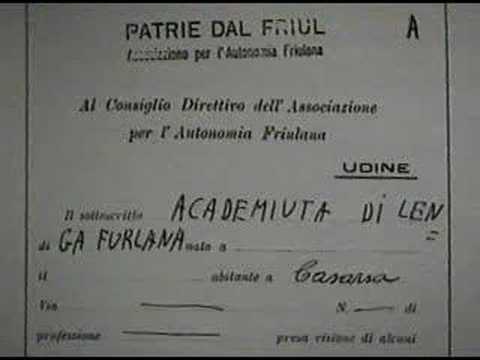 PATRIE DAL FRIUL A
Associazione per l'Autonomia Friulana
Al Consiglio Direttivo dell'Associazione
per l'Autonomia Friulana
UDINE
Il sottoscritto ACADEMIUTA DI LEN=
di GA FURLANA nato a
il abitante a Casarsa
Via N. di
professione presa visione di alcuni